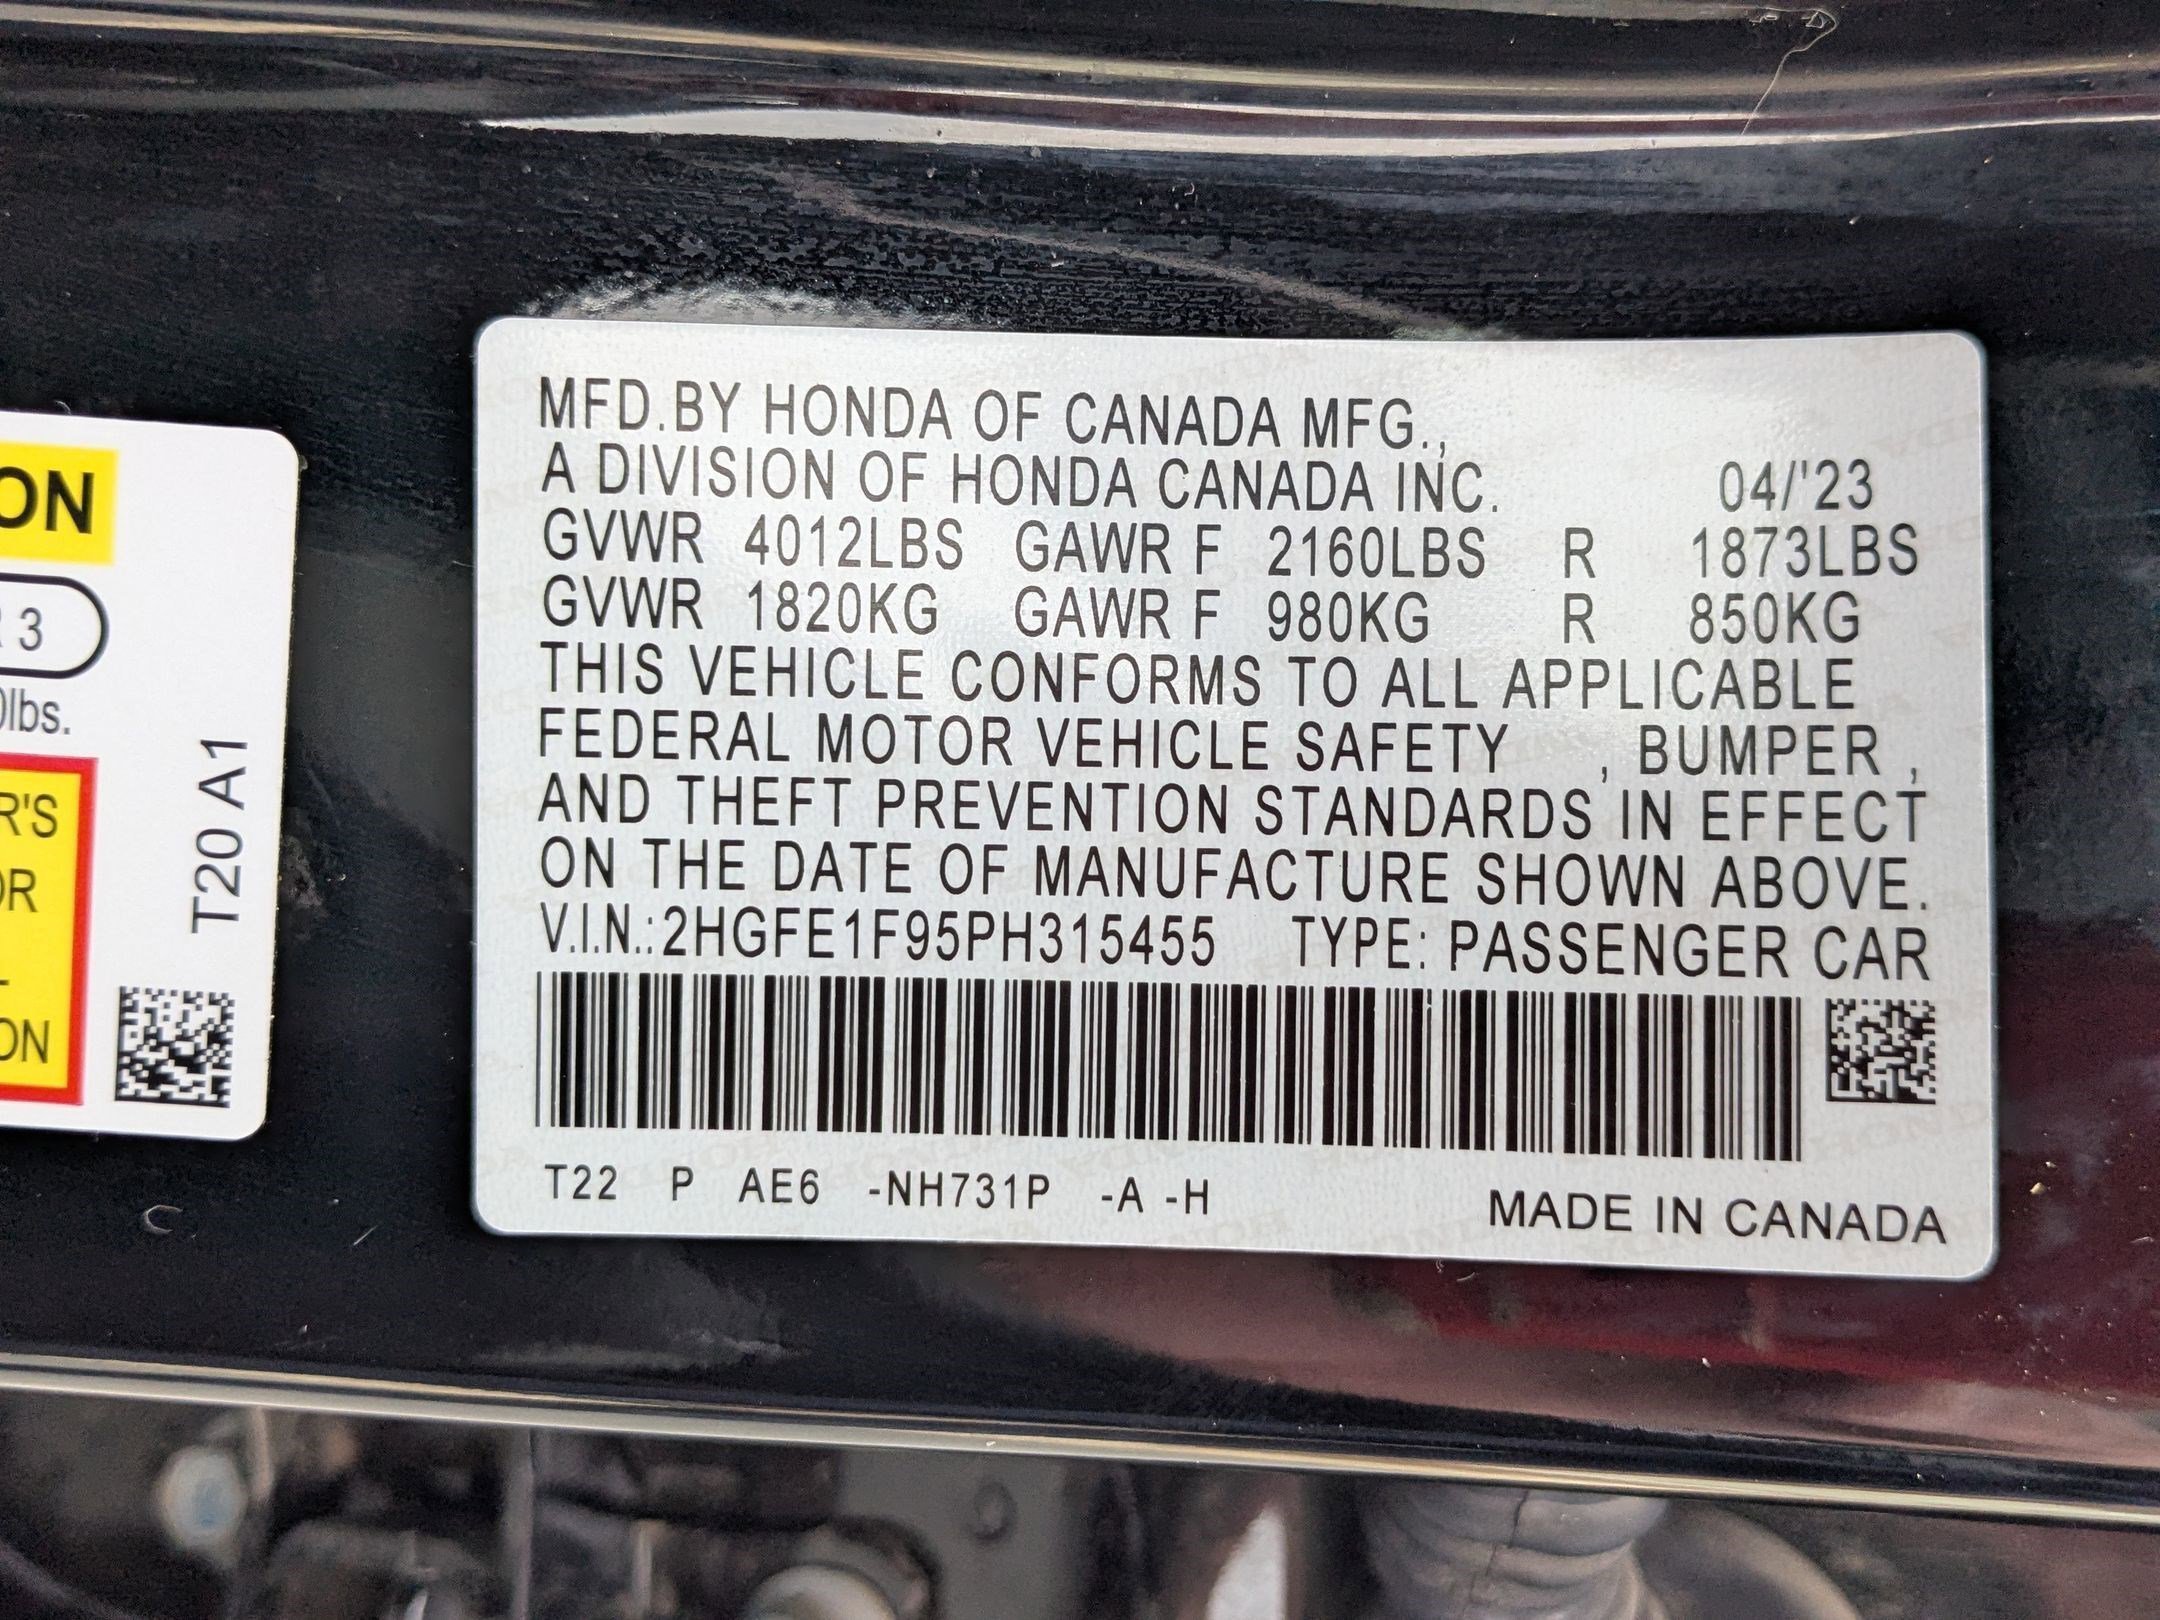 MFD.BY HONDA OF CANADA MFG.,
A DIVISION OF HONDA CANADA INC. 04/'23
GVWR 4012LBS GAWR F 2160LBS R 1873LBS
GVWR 1820KG GAWR F 980KG R 850KG
THIS VEHICLE CONFORMS TO ALL APPLICABLE
FEDERAL MOTOR VEHICLE SAFETY , BUMPER ,
AND THEFT PREVENTION STANDARDS IN EFFECT
ON THE DATE OF MANUFACTURE SHOWN ABOVE.
V.I.N.:2HGFE1F95PH315455 TYPE: PASSENGER CAR
T22 P AE6 -NH731P -A -H
MADE IN CANADA
ON
3
lbs.
R'S
OR
ON
T20 A1